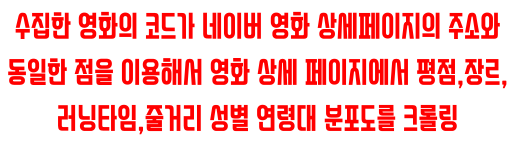 수집한 영화의 코드가 네이버 영화 상세페이지의 주소와
동일한 점을 이용해서 영화 상세 페이지에서 평점,장르,
러닝타임,줄거리 성별 연령대 분포도를 크롤링